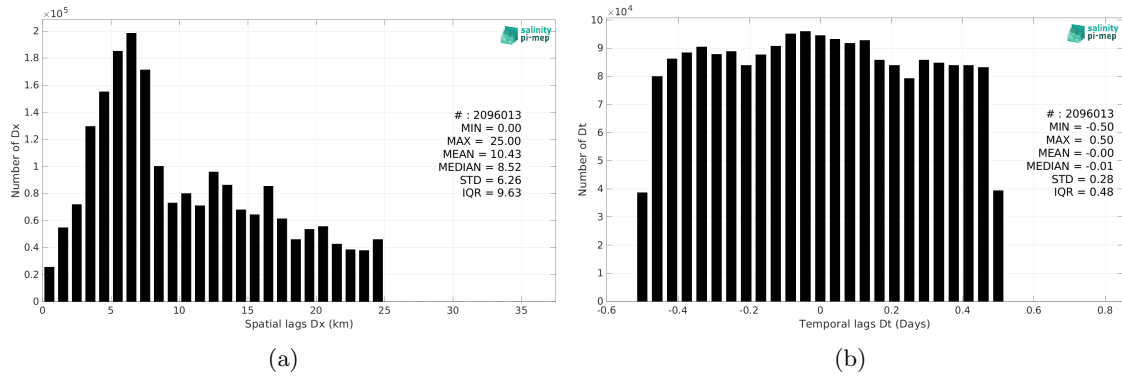 ×10⁵
2
1.8
1.6
1.4
1.2
1
0.8
0.6
0.4
0.2
0
Number of Dx
salinity
pi-mep
# : 2096013
MIN = 0.00
MAX = 25.00
MEAN = 10.43
MEDIAN = 8.52
STD = 6.26
IQR = 9.63
0 5 10 15 20 25 30 35
Spatial lags Dx (km)
(a)
×10⁴
10
9
8
7
6
5
4
3
2
1
0
Number of Dt
salinity
pi-mep
# : 2096013
MIN = -0.50
MAX = 0.50
MEAN = -0.00
MEDIAN = -0.01
STD = 0.28
IQR = 0.48
-0.6 -0.4 -0.2 0 0.2 0.4 0.6 0.8
Temporal lags Dt (Days)
(b)